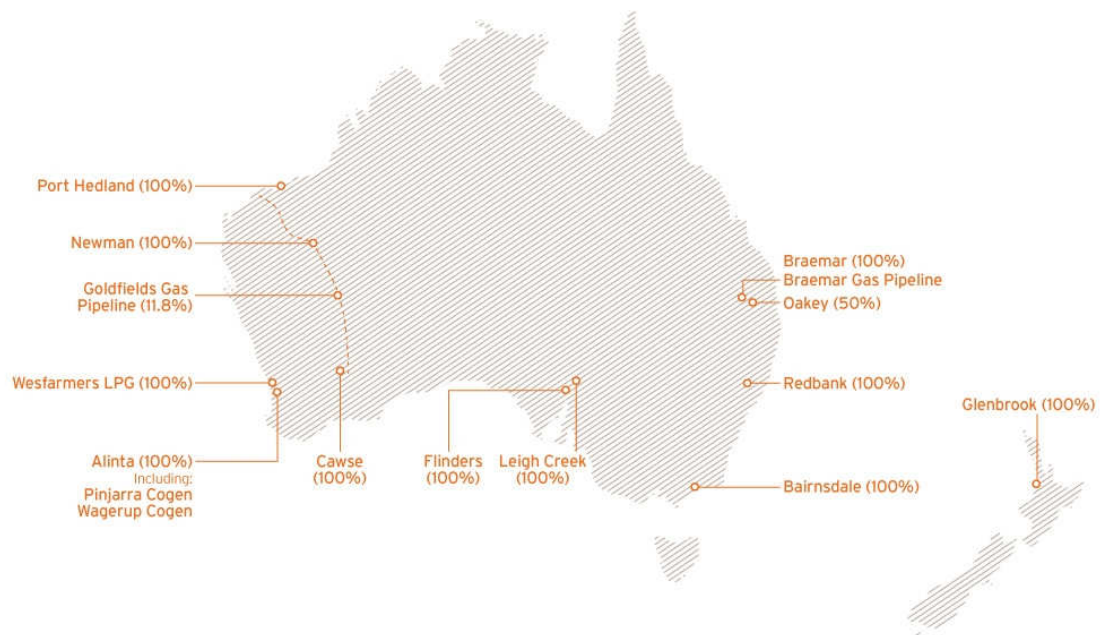 Port Hedland (100%)
Newman (100%)
Goldfields Gas
Pipeline (11.8%)
Wesfarmers LPG (100%)
Alinta (100%)
Including:
Pinjarra Cogen
Wagerup Cogen
Cawse
(100%)
Flinders
(100%)
Leigh Creek
(100%)
Braemar (100%)
Braemar Gas Pipeline
Oakey (50%)
Redbank (100%)
Bairnsdale (100%)
Glenbrook (100%)